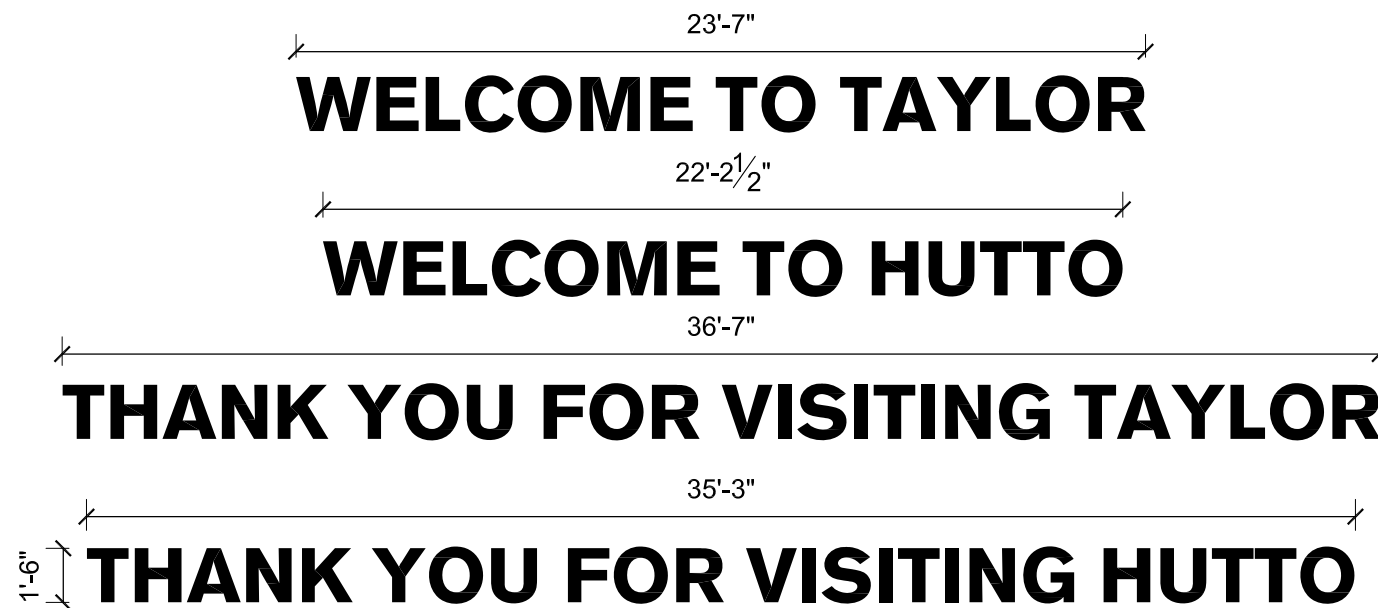 23'-7"
WELCOME TO TAYLOR
22'-2½"
WELCOME TO HUTTO
36'-7"
THANK YOU FOR VISITING TAYLOR
35'-3"
1'-6"
THANK YOU FOR VISITING HUTTO